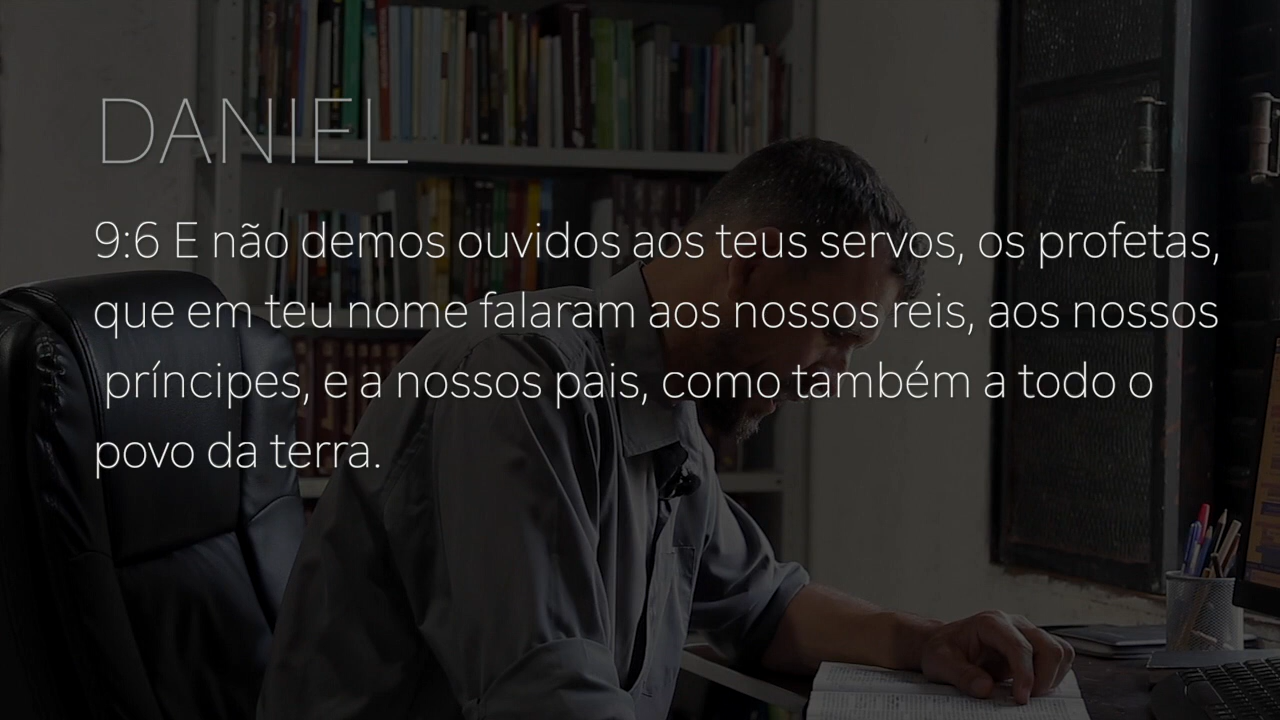 DANIEL
9:6 E não demos ouvidos aos teus servos, os profetas,
que em teu nome falaram aos nossos reis, aos nossos
príncipes, e a nossos pais, como também a todo o
povo da terra.